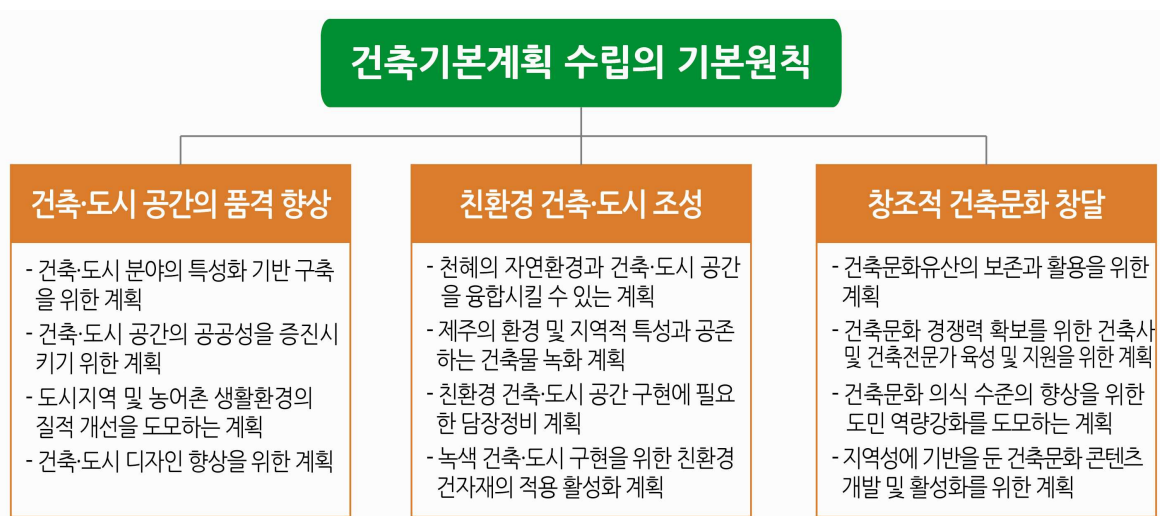 건축기본계획 수립의 기본원칙
건축·도시 공간의 품격 향상
- 건축·도시 분야의 특성화 기반 구축
을 위한 계획
- 건축·도시 공간의 공공성을 증진시
키기 위한 계획
- 도시지역 및 농어촌 생활환경의
질적 개선을 도모하는 계획
- 건축·도시 디자인 향상을 위한 계획
친환경 건축·도시 조성
- 천혜의 자연환경과 건축·도시 공간
을 융합시킬 수 있는 계획
- 제주의 환경 및 지역적 특성과 공존
하는 건축물 녹화 계획
- 친환경 건축·도시 공간 구현에 필요
한 담장정비 계획
- 녹색 건축·도시 구현을 위한 친환경
건자재의 적용 활성화 계획
창조적 건축문화 창달
- 건축문화유산의 보존과 활용을 위한
계획
- 건축문화 경쟁력 확보를 위한 건축사
및 건축전문가 육성 및 지원을 위한 계획
- 건축문화 의식 수준의 향상을 위한
도민 역량강화를 도모하는 계획
- 지역성에 기반을 둔 건축문화 콘텐츠
개발 및 활성화를 위한 계획